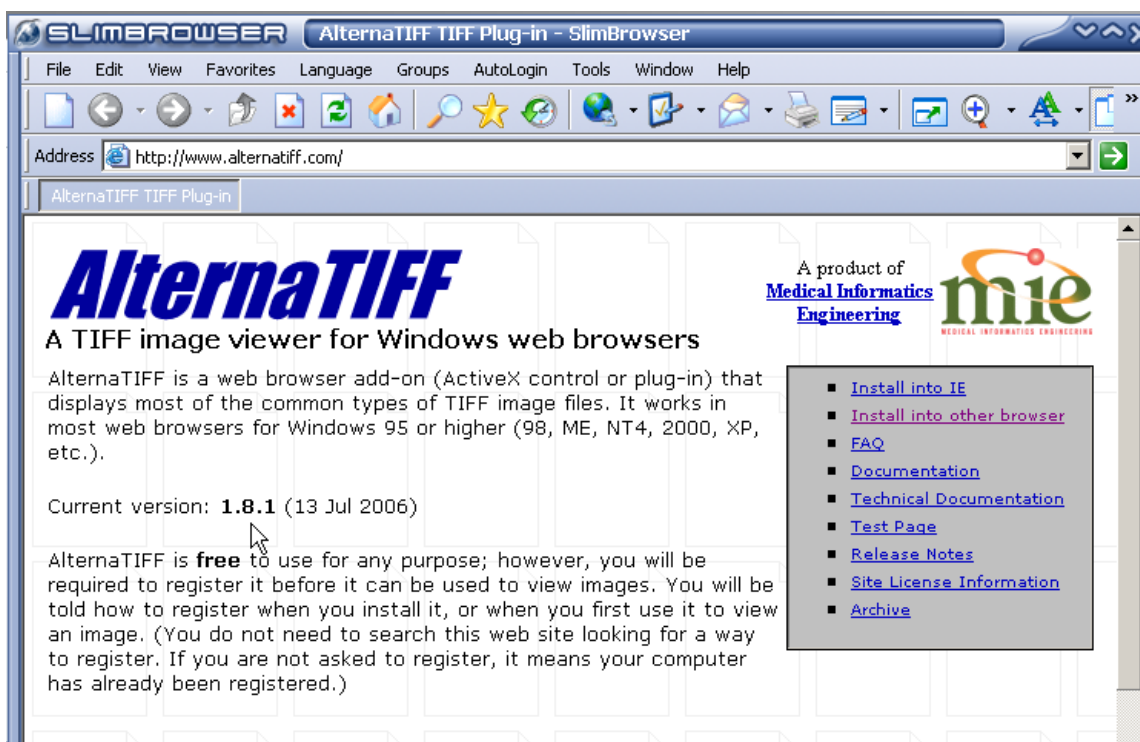 SLIMBROWSER AlternaTIFF TIFF Plug-in - SlimBrowser
File Edit View Favorites Language Groups AutoLogin Tools Window Help
Address http://www.alternatiff.com/
AlternaTIFF TIFF Plug-in
AlternaTIFF
A TIFF image viewer for Windows web browsers
A product of
Medical Informatics
Engineering
mie
MEDICAL INFORMATICS ENGINEERING
AlternaTIFF is a web browser add-on (ActiveX control or plug-in) that
displays most of the common types of TIFF image files. It works in
most web browsers for Windows 95 or higher (98, ME, NT4, 2000, XP,
etc.).
Current version: 1.8.1 (13 Jul 2006)
AlternaTIFF is free to use for any purpose; however, you will be
required to register it before it can be used to view images. You will be
told how to register when you install it, or when you first use it to view
an image. (You do not need to search this web site looking for a way
to register. If you are not asked to register, it means your computer
has already been registered.)
Install into IE
Install into other browser
FAQ
Documentation
Technical Documentation
Test Page
Release Notes
Site License Information
Archive